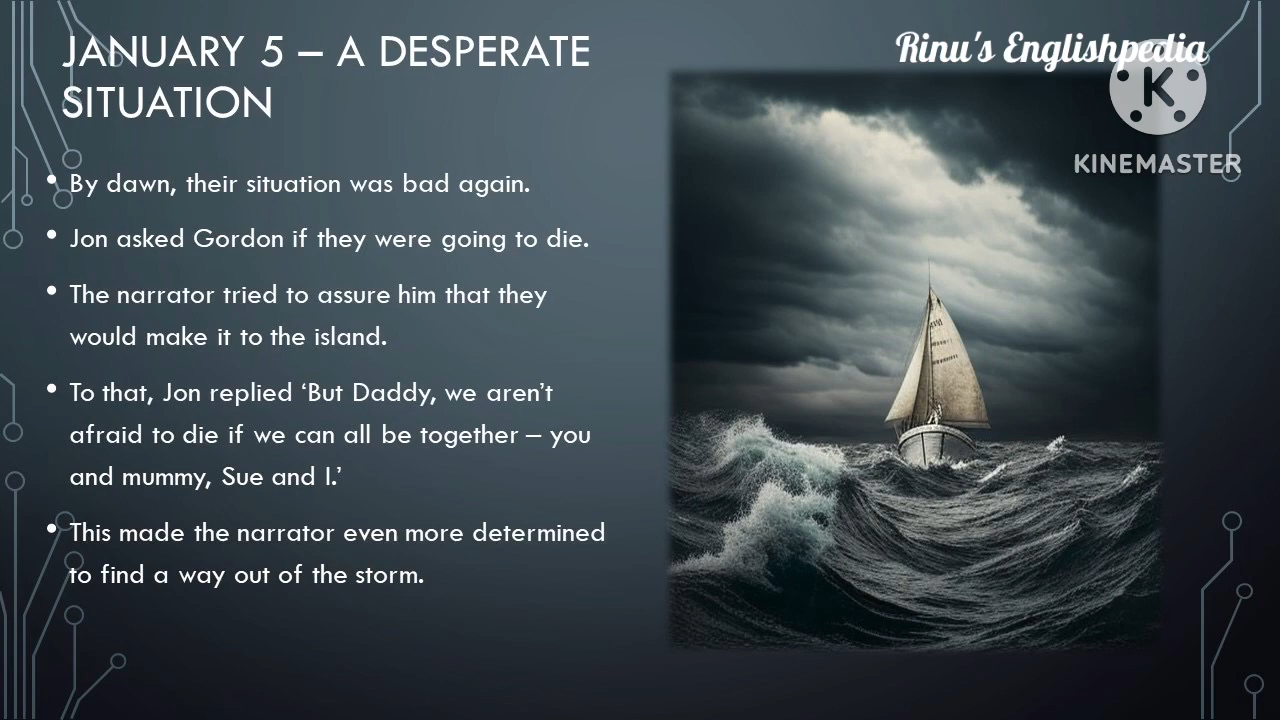 JANUARY 5 – A DESPERATE
SITUATION
Rinu's Englishpedia
K
KINEMASTER
• By dawn, their situation was bad again.
• Jon asked Gordon if they were going to die.
• The narrator tried to assure him that they
would make it to the island.
• To that, Jon replied ‘But Daddy, we aren’t
afraid to die if we can all be together – you
and mummy, Sue and I.’
• This made the narrator even more determined
to find a way out of the storm.